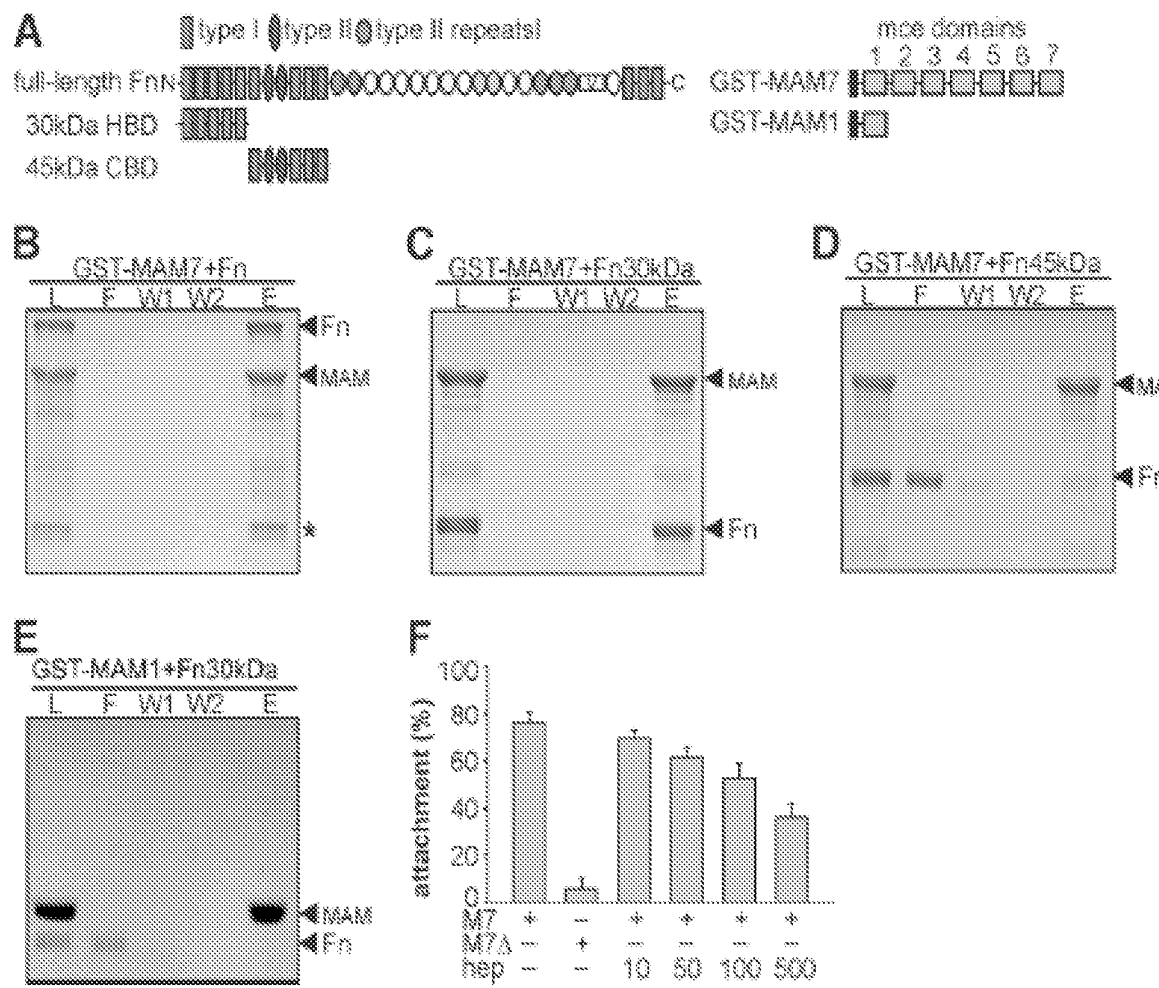 A
type I type II type II repeatsI
full-length Fn N C
30kDa HBD
45kDa CBD
mce domains
1 2 3 4 5 6 7
GST-MAM7
GST-MAM1
B
GST-MAM7+Fn
L F W1 W2 E
Fn
MAM
*
C
GST-MAM7+Fn30kDa
L F W1 W2 E
MAM
Fn
D
GST-MAM7+Fn45kDa
L F W1 W2 E
MA
Fn
E
GST-MAM1+Fn30kDa
L F W1 W2 E
MAM
Fn
F
attachment (%)
100
80
60
40
20
0
M7 + – + + + +
M7Δ – + – – – –
hep – – 10 50 100 500